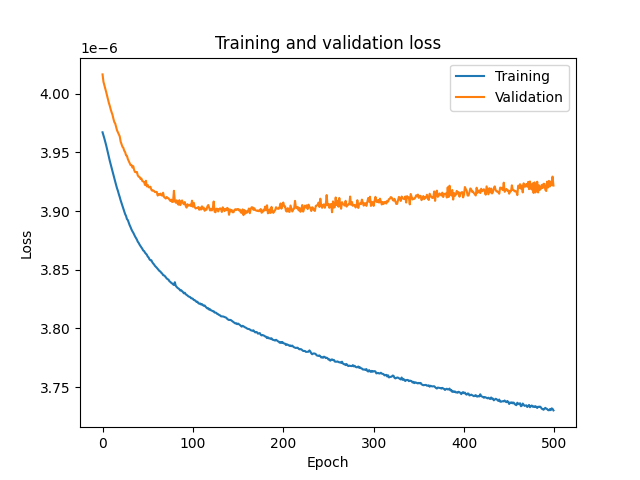 Training and validation loss
1e−6
Training
Validation
4.00
3.95
3.90
3.85
3.80
3.75
Loss
0
100
200
300
400
500
Epoch